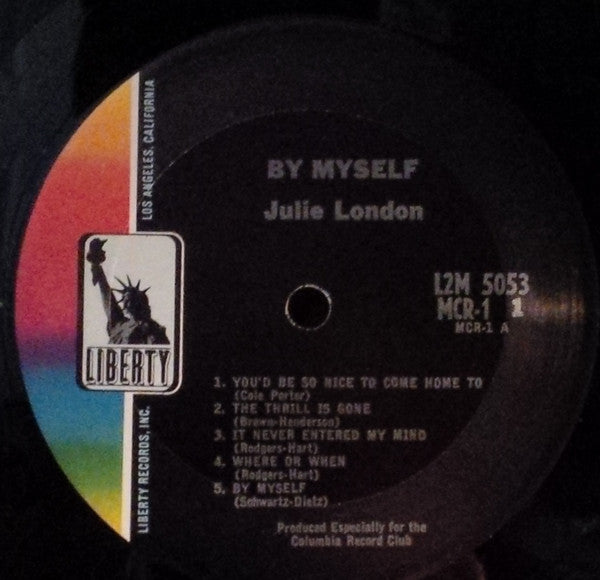 BY MYSELF
Julie London
LOS ANGELES, CALIFORNIA
LIBERTY
LIBERTY RECORDS, INC.
L2M 5053
MCR-1 1
MCR-1 A
1. YOU'D BE SO NICE TO COME HOME TO
(Cole Porter)
2. THE THRILL IS GONE
(Brown-Henderson)
3. IT NEVER ENTERED MY MIND
(Rodgers-Hart)
4. WHERE OR WHEN
(Rodgers-Hart)
5. BY MYSELF
(Schwartz-Dietz)
Produced Especially for the
Columbia Record Club